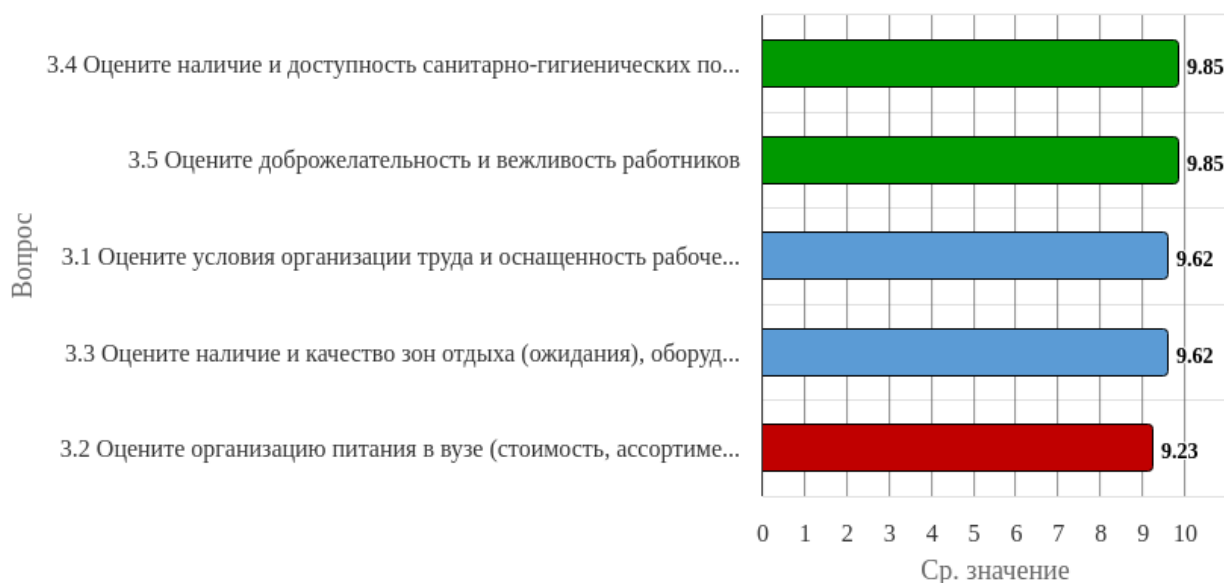 3.4 Оцените наличие и доступность санитарно-гигиенических по...
9.85
3.5 Оцените доброжелательность и вежливость работников
9.85
3.1 Оцените условия организации труда и оснащенность рабоче...
9.62
3.3 Оцените наличие и качество зон отдыха (ожидания), оборуд...
9.62
3.2 Оцените организацию питания в вузе (стоимость, ассортиме...
9.23
Вопрос
0 1 2 3 4 5 6 7 8 9 10
Ср. значение